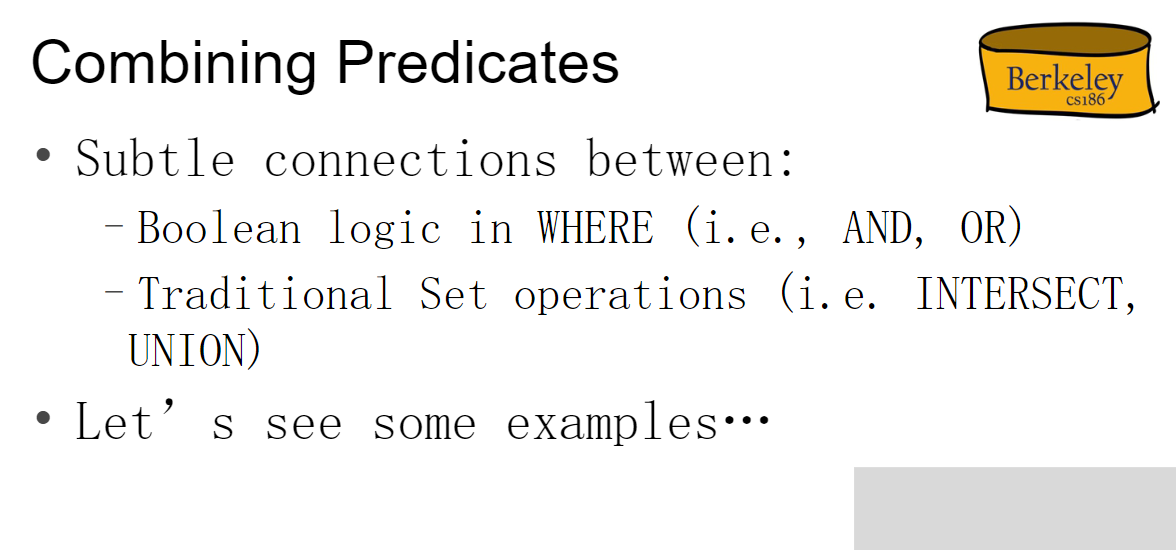 Combining Predicates
Berkeley
cs186
• Subtle connections between:
– Boolean logic in WHERE (i.e., AND, OR)
– Traditional Set operations (i.e. INTERSECT,
UNION)
• Let’s see some examples…